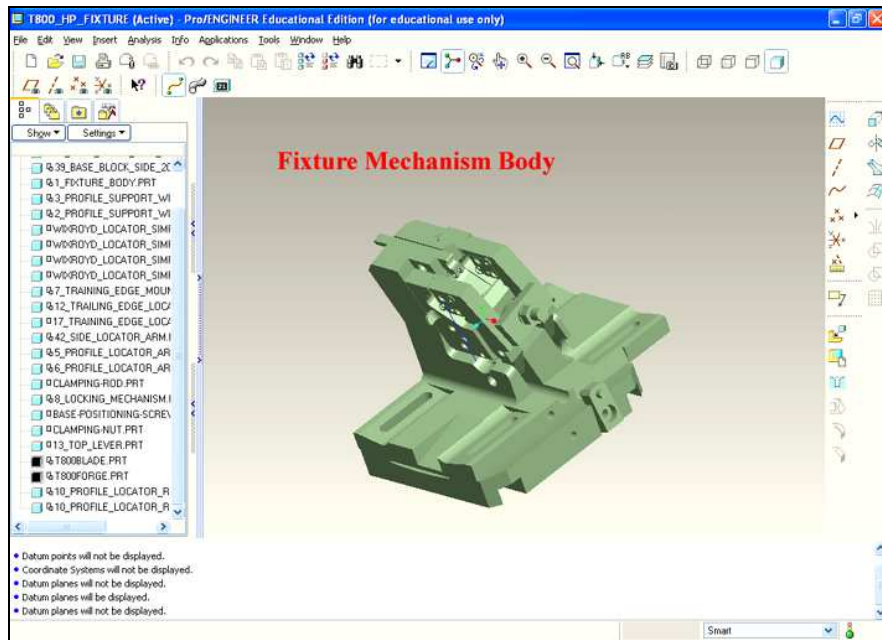 T800_HP_FIXTURE (Active) - Pro/ENGINEER Educational Edition (for educational use only)
File Edit View Insert Analysis Info Applications Tools Window Help
Show Settings
39_BASE_BLOCK_SIDE_20
1_FIXTURE_BODY.PRT
3_PROFILE_SUPPORT_WI
2_PROFILE_SUPPORT_WI
WIXROYD_LOCATOR_SIMI
WIXROYD_LOCATOR_SIMI
WIXROYD_LOCATOR_SIMI
WIXROYD_LOCATOR_SIMI
7_TRAINING_EDGE_MOUN
12_TRAILING_EDGE_LOCA
17_TRAINING_EDGE_LOCA
42_SIDE_LOCATOR_ARM.
5_PROFILE_LOCATOR_AR
6_PROFILE_LOCATOR_AR
CLAMPING-ROD.PRT
8_LOCKING_MECHANISM.
BASE-POSITIONING-SCREW
CLAMPING-NUT.PRT
13_TOP_LEVER.PRT
T800BLADE.PRT
T800FORGE.PRT
10_PROFILE_LOCATOR_R
10_PROFILE_LOCATOR_R
Fixture Mechanism Body
• Datum points will not be displayed.
• Coordinate Systems will not be displayed.
• Datum planes will not be displayed.
• Datum planes will be displayed.
• Datum planes will not be displayed.
Smart